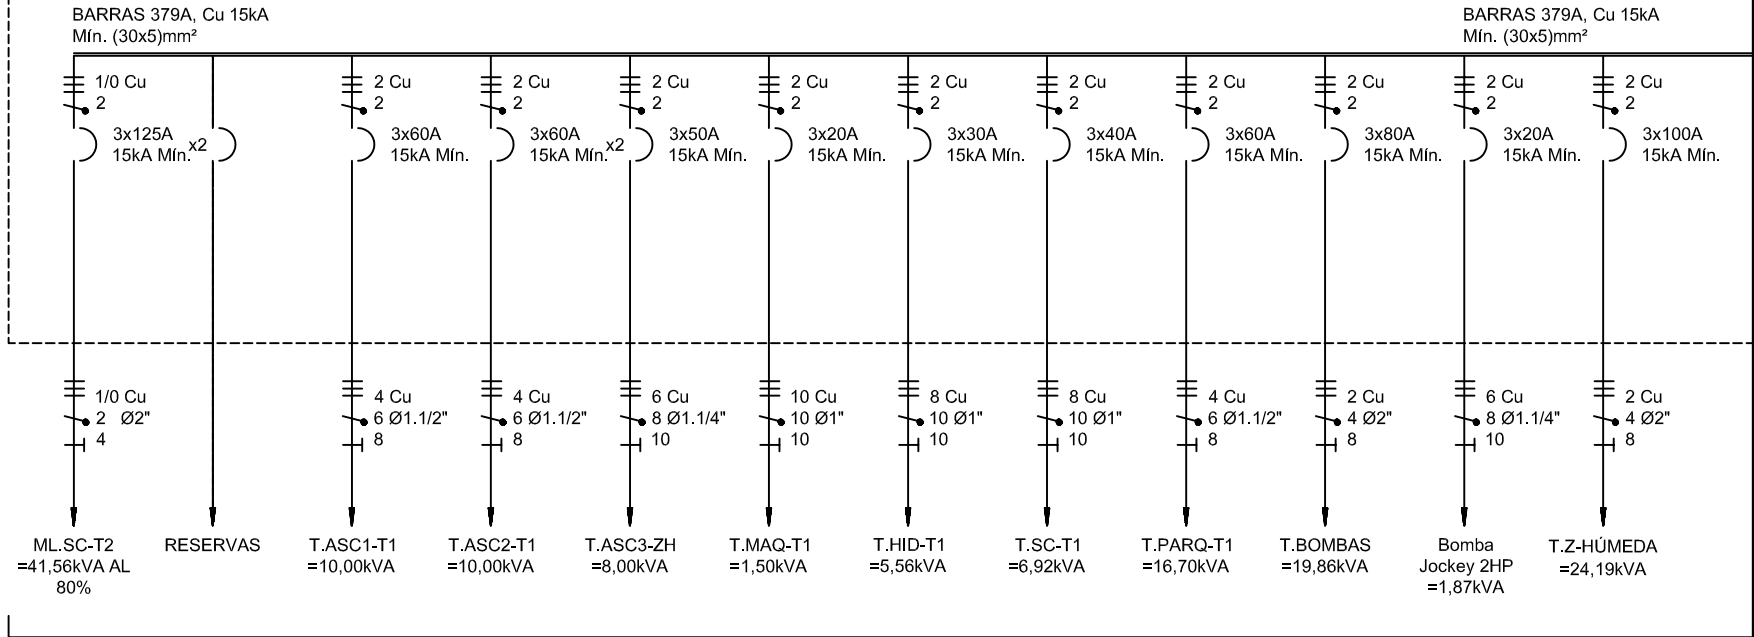 BARRAS 379A, Cu 15kA
Mín. (30x5)mm²
BARRAS 379A, Cu 15kA
Mín. (30x5)mm²
1/0 Cu
2
3x125A
15kA Mín.
x2
2 Cu
2
3x60A
15kA Mín.
2 Cu
2
3x60A
15kA Mín.
x2
2 Cu
2
3x50A
15kA Mín.
2 Cu
2
3x20A
15kA Mín.
2 Cu
2
3x30A
15kA Mín.
2 Cu
2
3x40A
15kA Mín.
2 Cu
2
3x60A
15kA Mín.
2 Cu
2
3x80A
15kA Mín.
2 Cu
2
3x20A
15kA Mín.
2 Cu
2
3x100A
15kA Mín.
1/0 Cu
2 Ø2"
4
4 Cu
6 Ø1.1/2"
8
4 Cu
6 Ø1.1/2"
8
6 Cu
8 Ø1.1/4"
10
10 Cu
10 Ø1"
10
8 Cu
10 Ø1"
10
8 Cu
10 Ø1"
10
4 Cu
6 Ø1.1/2"
8
2 Cu
4 Ø2"
8
6 Cu
8 Ø1.1/4"
10
2 Cu
4 Ø2"
8
ML.SC-T2
=41,56kVA AL
80%
RESERVAS
T.ASC1-T1
=10,00kVA
T.ASC2-T1
=10,00kVA
T.ASC3-ZH
=8,00kVA
T.MAQ-T1
=1,50kVA
T.HID-T1
=5,56kVA
T.SC-T1
=6,92kVA
T.PARQ-T1
=16,70kVA
T.BOMBAS
=19,86kVA
Bomba
Jockey 2HP
=1,87kVA
T.Z-HÚMEDA
=24,19kVA